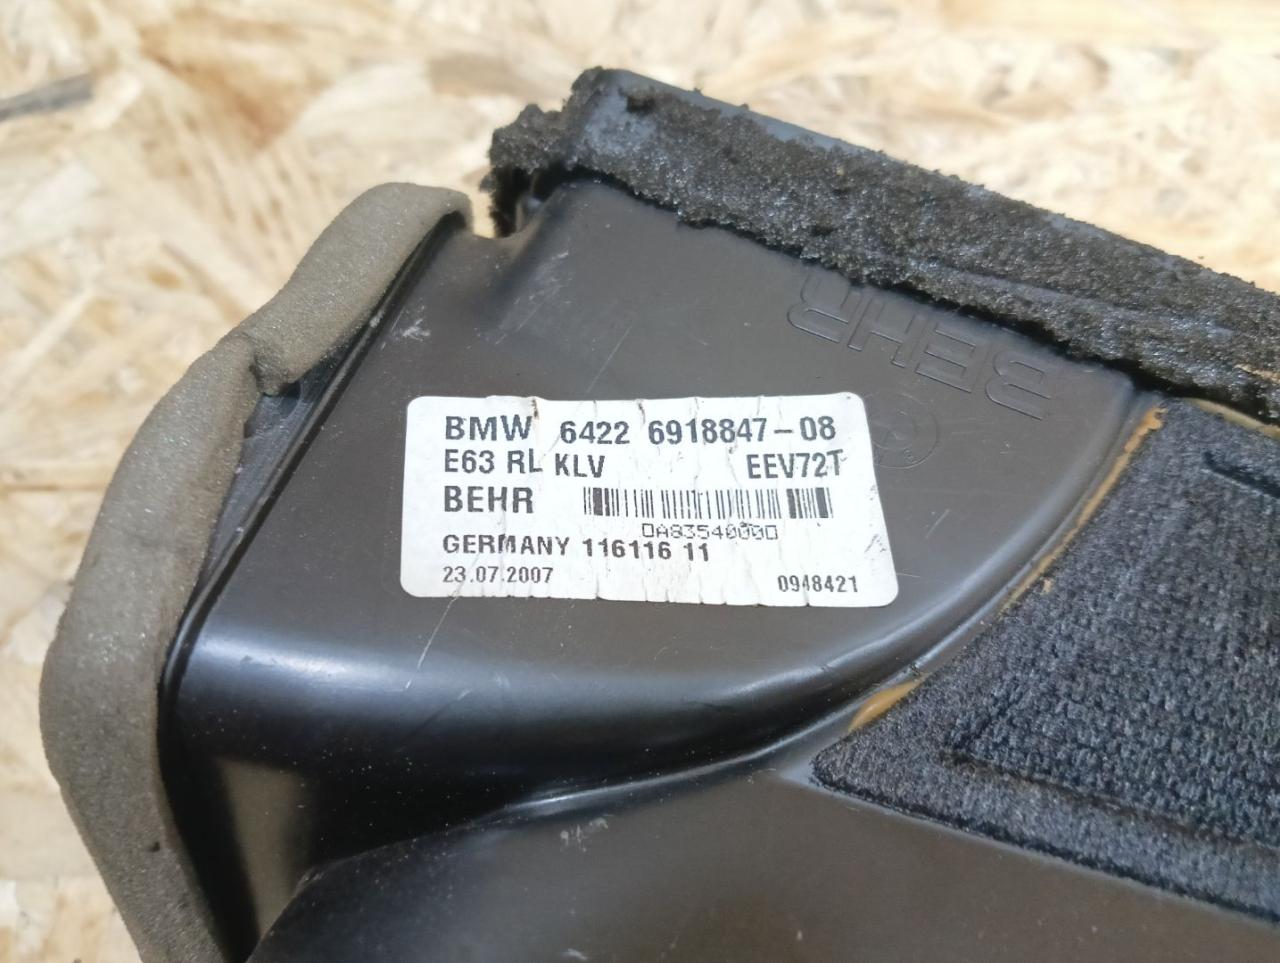 BEHR
BMW 6422 6918847-08
E63 RL KLV EEV72T
BEHR
0A83540000
GERMANY 116116 11
23.07.2007 0948421